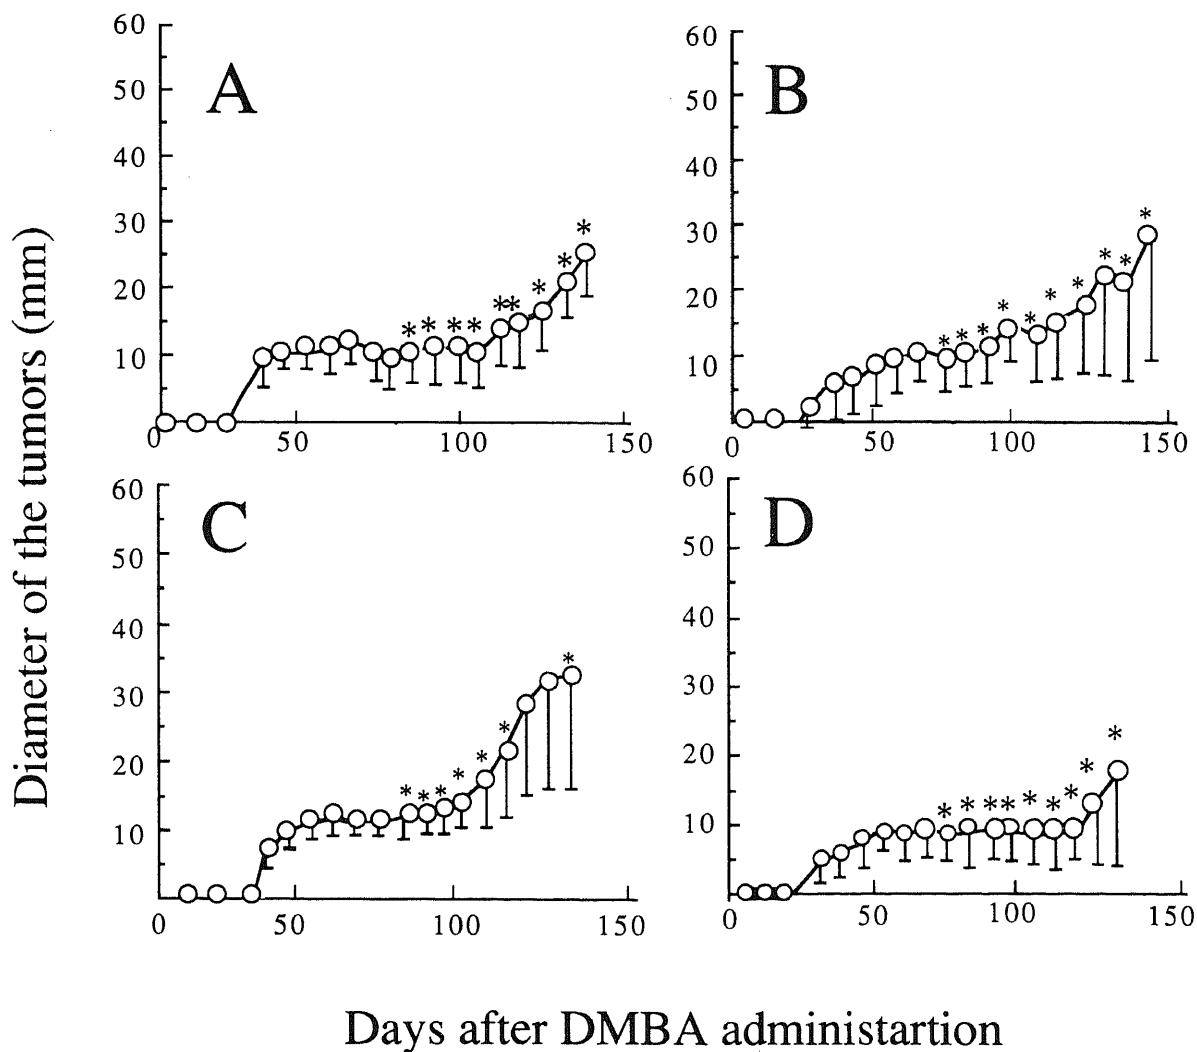 Diameter of the tumors (mm)
A
60
50
40
30
20
10
0 50 100 150
* * * * ** * * *
B
60
50
40
30
20
10
0 50 100 150
* * * * * * * * * *
C
60
50
40
30
20
10
0 50 100 150
* * * * * * *
D
60
50
40
30
20
10
0 50 100 150
* * ** * * * * *
Days after DMBA administartion